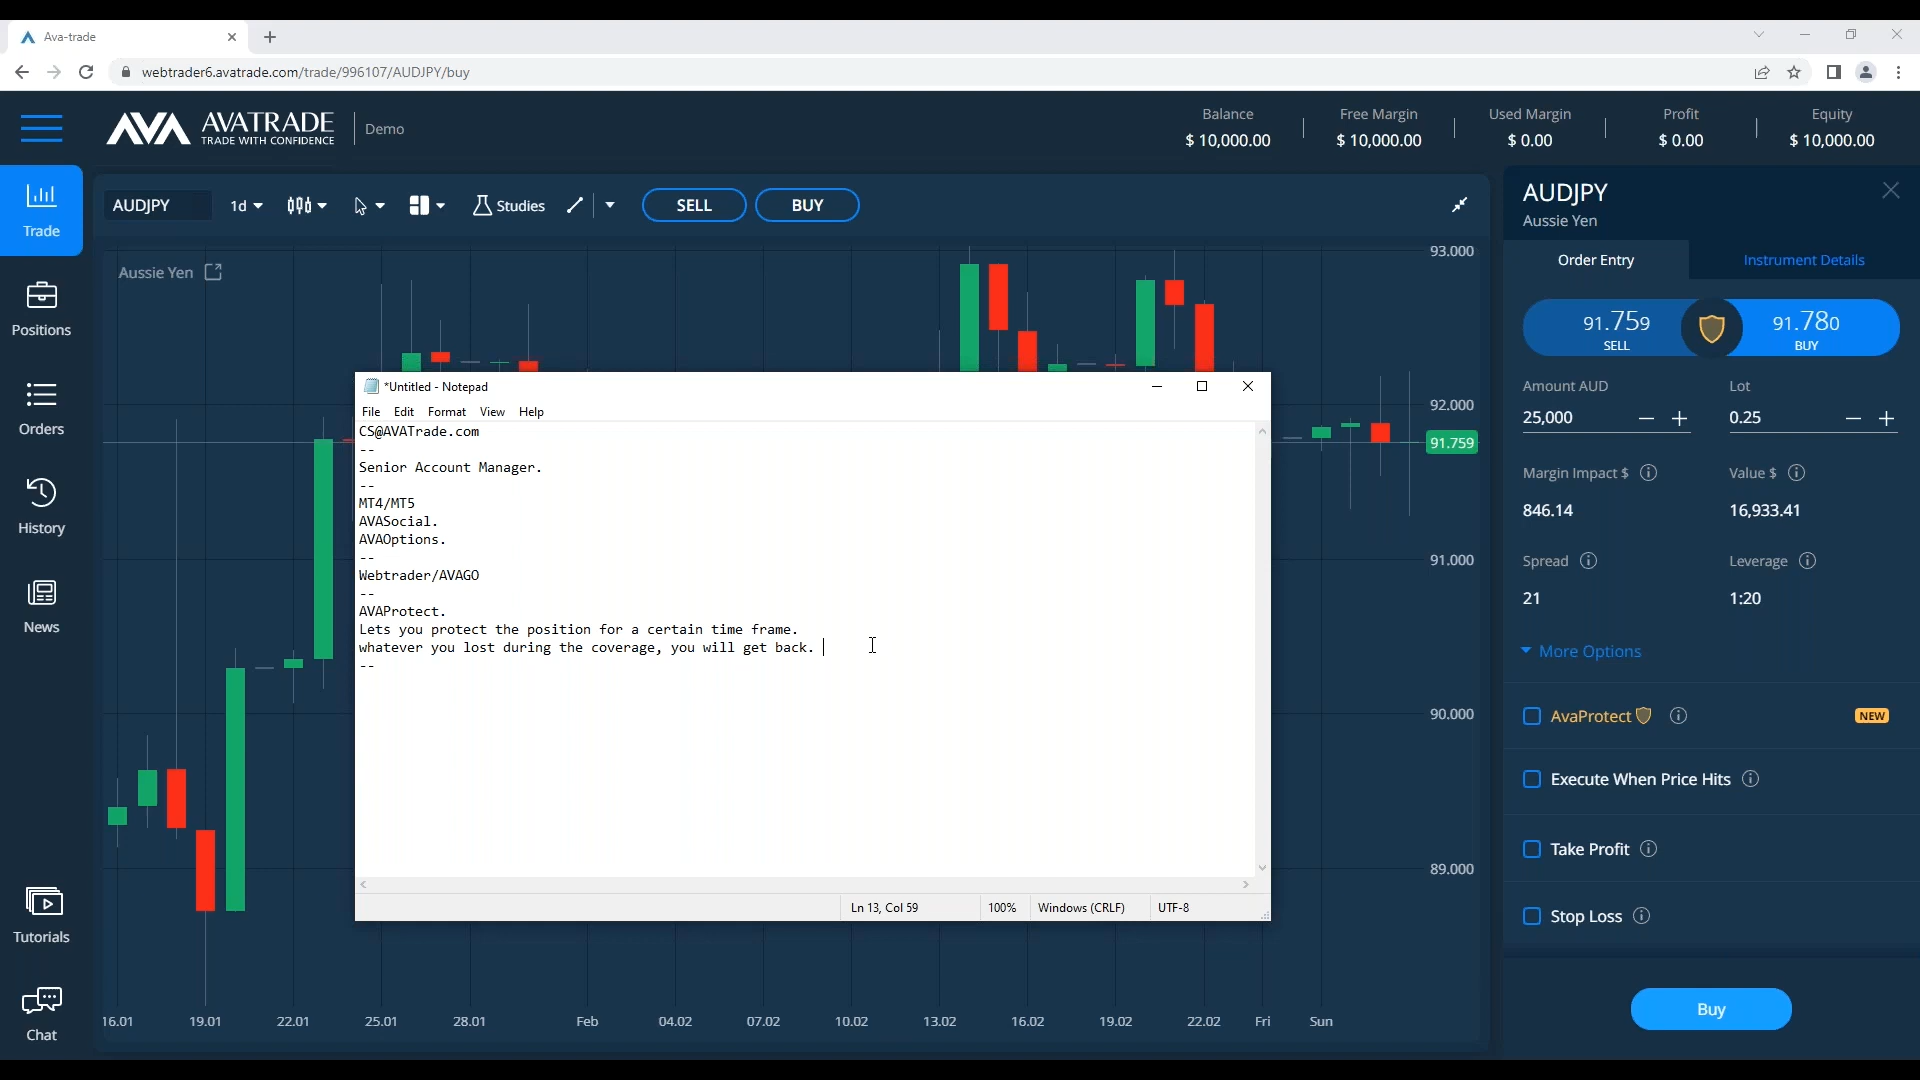 Ava-trade
webtrader6.avatrade.com/trade/996107/AUDJPY/buy
AVA AVATRADE
TRADE WITH CONFIDENCE
Demo
Balance
$ 10,000.00
Free Margin
$ 10,000.00
Used Margin
$ 0.00
Profit
$ 0.00
Equity
$ 10,000.00
Trade
Positions
Orders
History
News
Tutorials
Chat
AUDJPY
1d
Studies
SELL
BUY
Aussie Yen
93.000
92.000
91.759
91.000
90.000
89.000
16.01
19.01
22.01
25.01
28.01
Feb
04.02
07.02
10.02
13.02
16.02
19.02
22.02
Fri
Sun
*Untitled - Notepad
File Edit Format View Help
CS@AVATrade.com
--
Senior Account Manager.
--
MT4/MT5
AVASocial.
AVAOptions.
--
Webtrader/AVAGO
--
AVAProtect.
Lets you protect the position for a certain time frame.
whatever you lost during the coverage, you will get back.
--
Ln 13, Col 59
100%
Windows (CRLF)
UTF-8
AUDJPY
Aussie Yen
Order Entry
Instrument Details
91.759
SELL
91.780
BUY
Amount AUD
25,000
Lot
0.25
Margin Impact $
846.14
Value $
16,933.41
Spread
21
Leverage
1:20
More Options
AvaProtect
NEW
Execute When Price Hits
Take Profit
Stop Loss
Buy